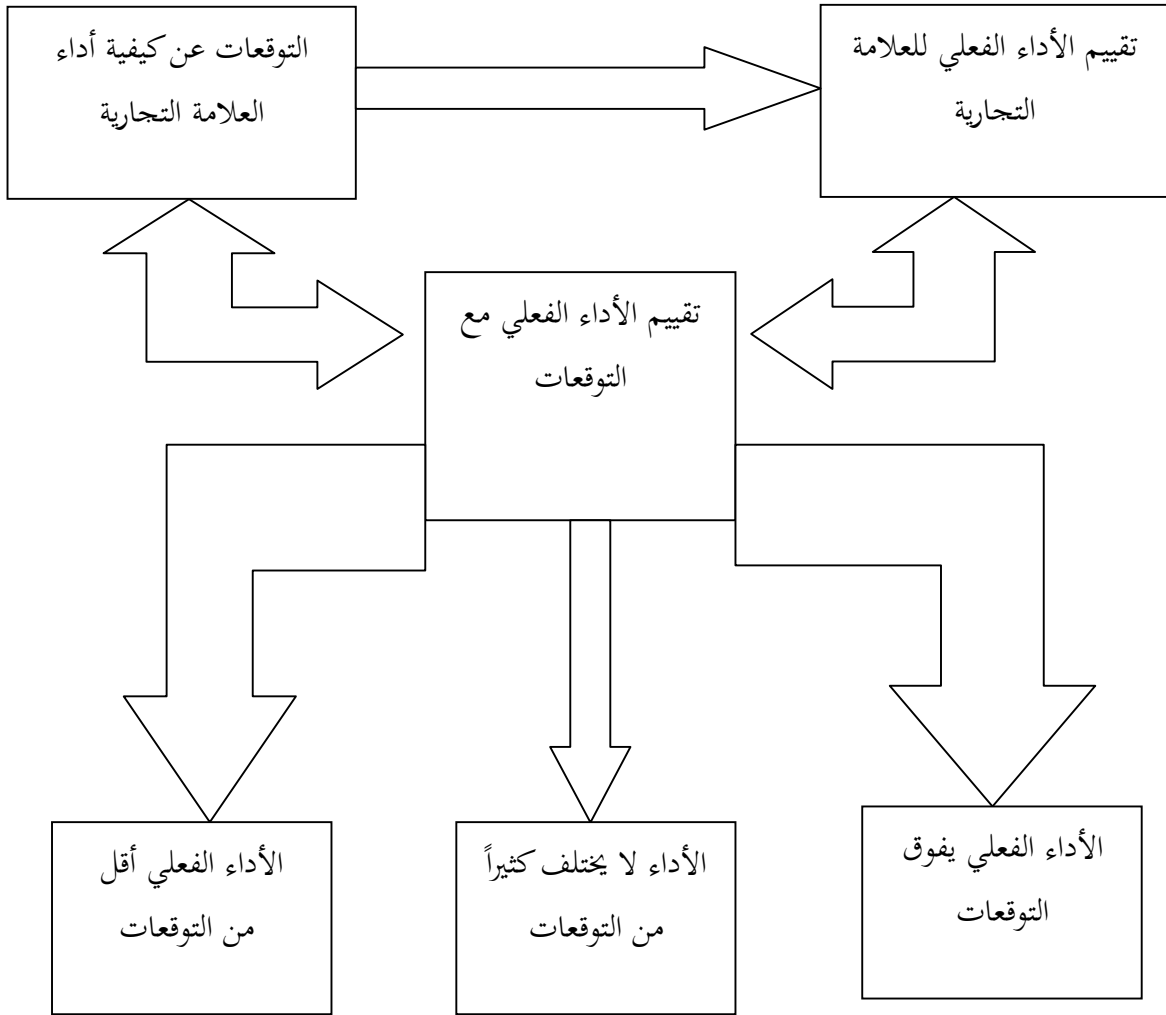 تقييم الأداء الفعلي للعلامة
التجارية
التوقعات عن كيفية أداء
العلامة التجارية
تقييم الأداء الفعلي مع
التوقعات
الأداء الفعلي يفوق
التوقعات
الأداء لا يختلف كثيراً
من التوقعات
الأداء الفعلي أقل
من التوقعات